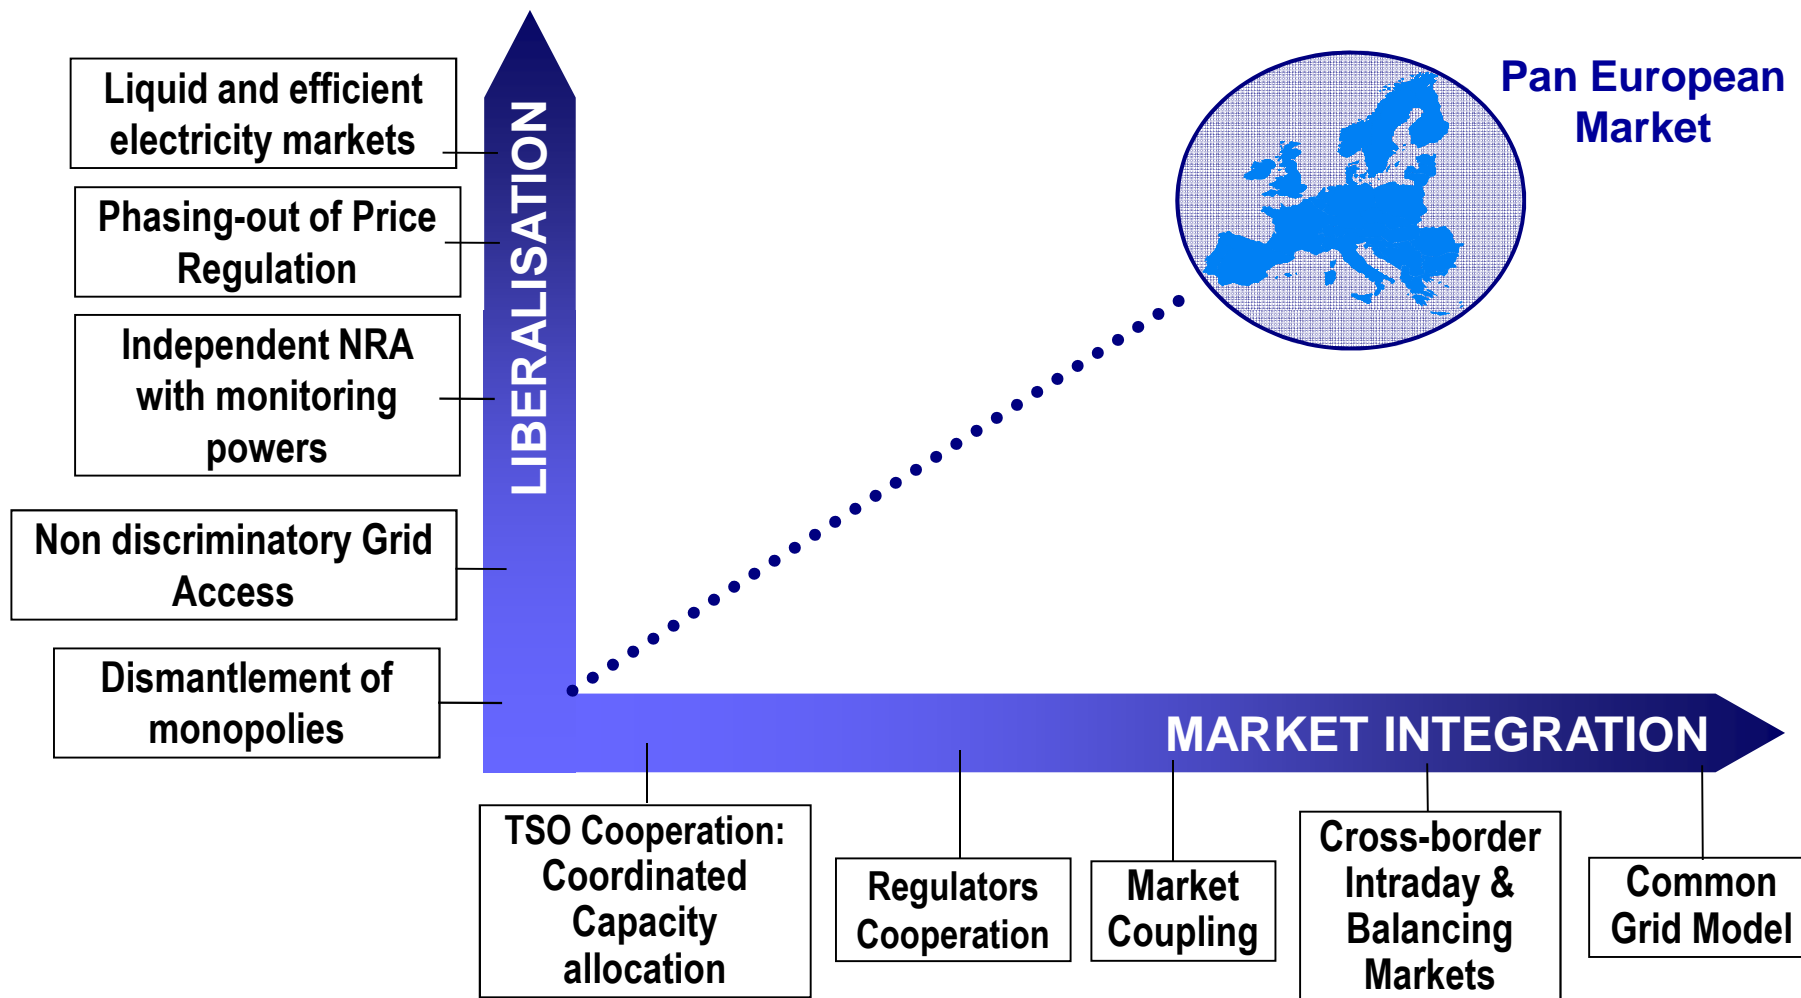 Liquid and efficient
electricity markets
Phasing-out of Price
Regulation
Independent NRA
with monitoring
powers
Non discriminatory Grid
Access
Dismantlement of
monopolies
LIBERALISATION
Pan European
Market
MARKET INTEGRATION
TSO Cooperation:
Coordinated
Capacity
allocation
Regulators
Cooperation
Market
Coupling
Cross-border
Intraday &
Balancing
Markets
Common
Grid Model